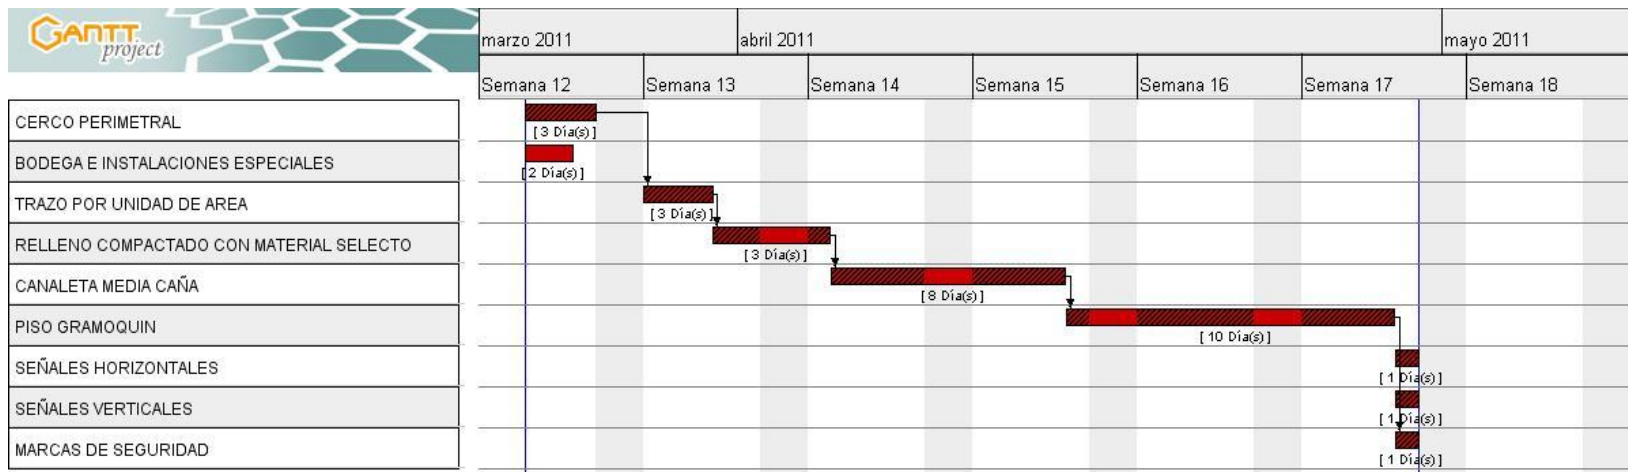 GANTT
project
marzo 2011
abril 2011
mayo 2011
Semana 12
Semana 13
Semana 14
Semana 15
Semana 16
Semana 17
Semana 18
CERCO PERIMETRAL
[ 3 Día(s) ]
BODEGA E INSTALACIONES ESPECIALES
[ 2 Día(s) ]
TRAZO POR UNIDAD DE AREA
[ 3 Día(s) ]
RELLENO COMPACTADO CON MATERIAL SELECTO
[ 3 Día(s) ]
CANALETA MEDIA CAÑA
[ 8 Día(s) ]
PISO GRAMOQUIN
[ 10 Día(s) ]
SEÑALES HORIZONTALES
[ 1 Día(s) ]
SEÑALES VERTICALES
[ 1 Día(s) ]
MARCAS DE SEGURIDAD
[ 1 Día(s) ]